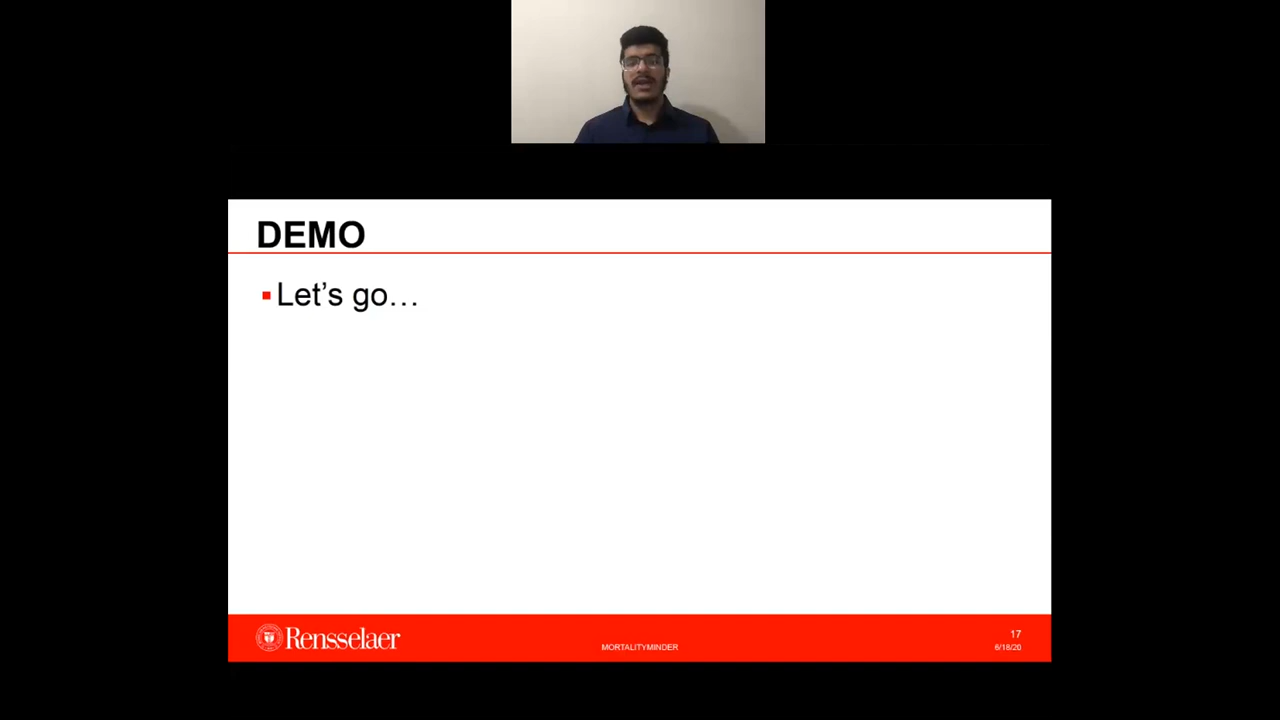 DEMO
▪Let’s go…
Rensselaer
MORTALITYMINDER
17
6/18/20